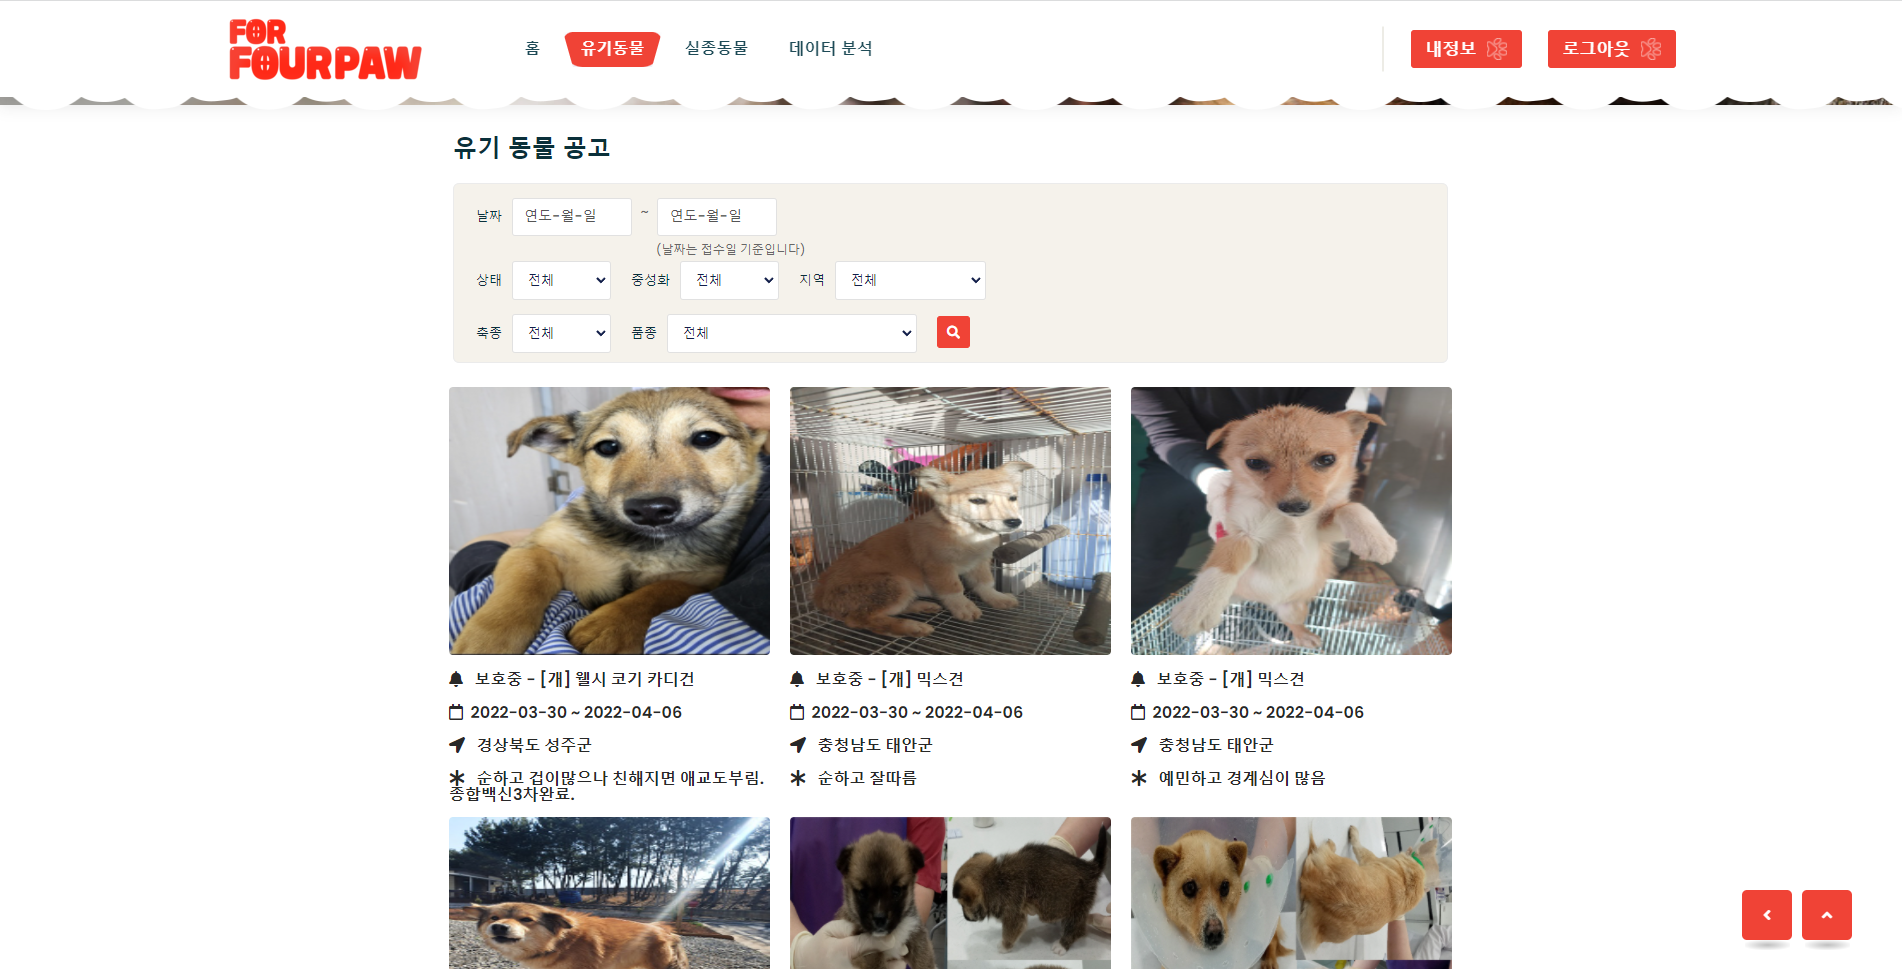 FOR
FOURPAW
홈 유기동물 실종동물 데이터 분석 내정보 로그아웃
유기 동물 공고
날짜 연도-월-일 ~ 연도-월-일
(날짜는 접수일 기준입니다)
상태 전체 중성화 전체 지역 전체
축종 전체 품종 전체
보호중 - [개] 웰시 코기 카디건
2022-03-30 ~ 2022-04-06
경상북도 성주군
순하고 겁이많으나 친해지면 애교도부림.
종합백신3차완료.
보호중 - [개] 믹스견
2022-03-30 ~ 2022-04-06
충청남도 태안군
순하고 잘따름
보호중 - [개] 믹스견
2022-03-30 ~ 2022-04-06
충청남도 태안군
예민하고 경계심이 많음